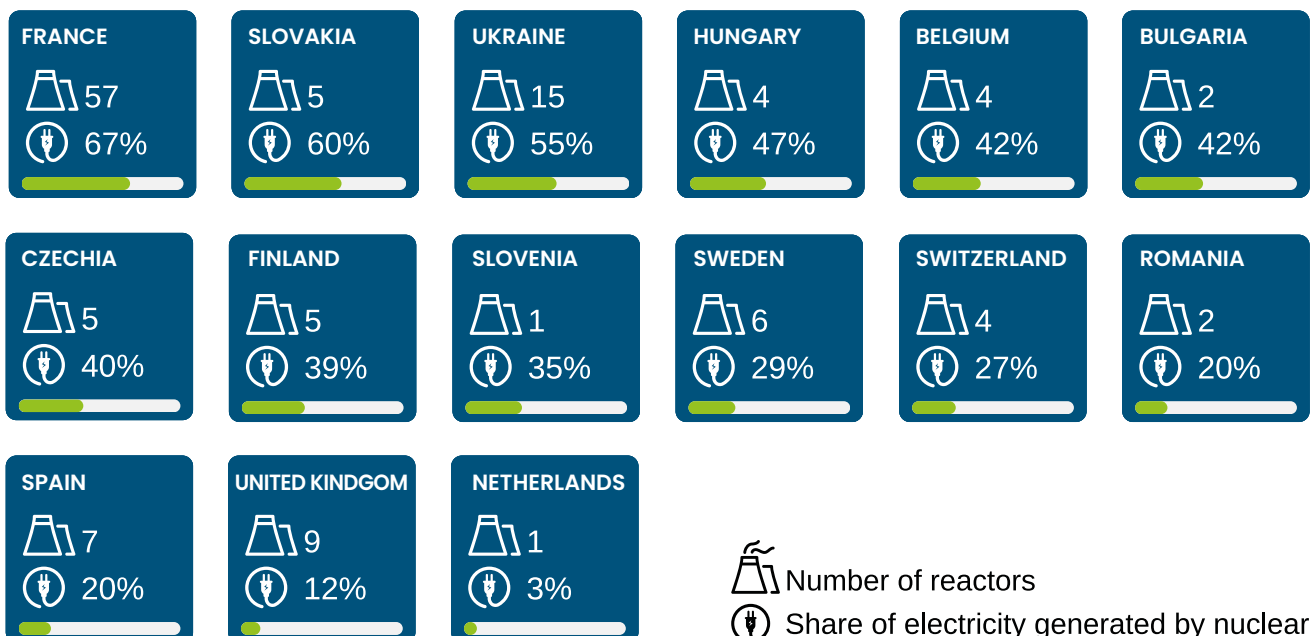 FRANCE
57
67%
SLOVAKIA
5
60%
UKRAINE
15
55%
HUNGARY
4
47%
BELGIUM
4
42%
BULGARIA
2
42%
CZECHIA
5
40%
FINLAND
5
39%
SLOVENIA
1
35%
SWEDEN
6
29%
SWITZERLAND
4
27%
ROMANIA
2
20%
SPAIN
7
20%
UNITED KINDGOM
9
12%
NETHERLANDS
1
3%
Number of reactors
Share of electricity generated by nuclear